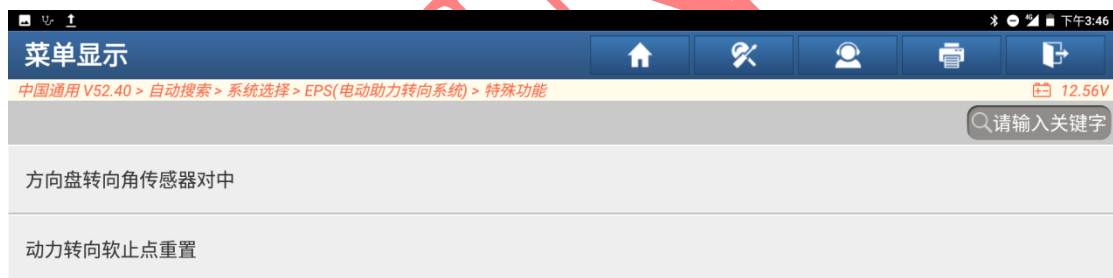 下午3:46
菜单显示
中国通用 V52.40 > 自动搜索 > 系统选择 > EPS(电动助力转向系统) > 特殊功能
12.56V
请输入关键字
方向盘转向角传感器对中
动力转向软止点重置